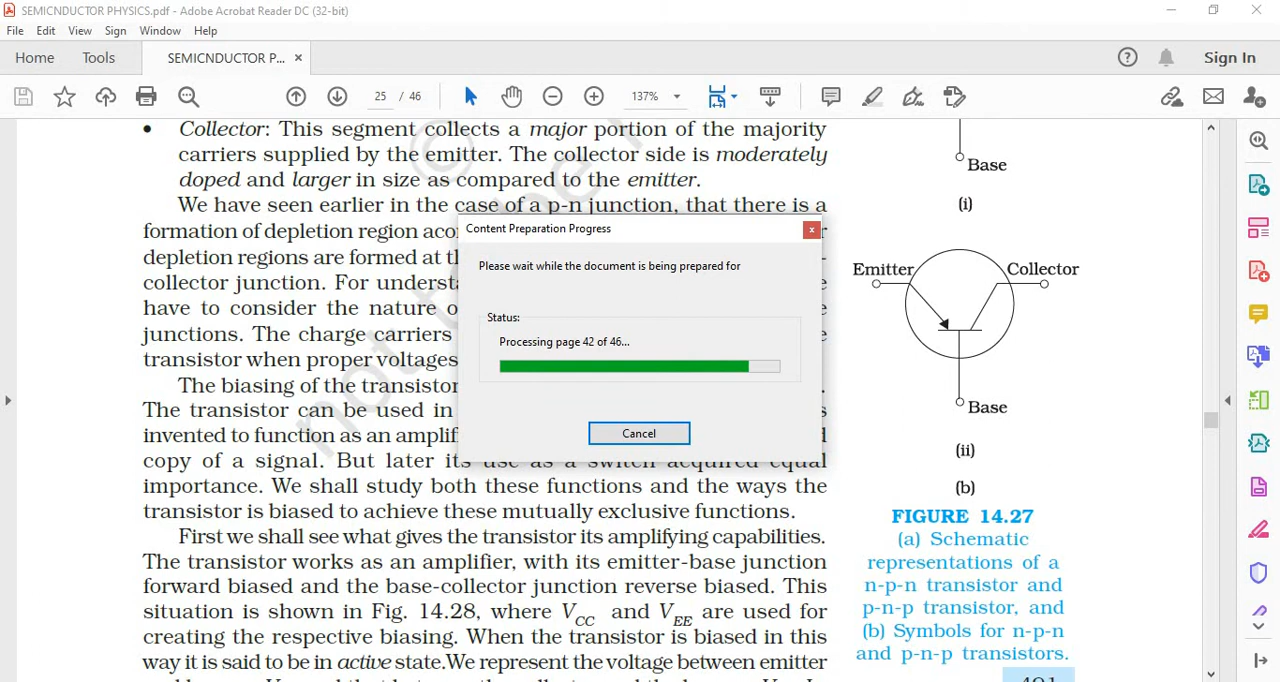 SEMICNDUCTOR PHYSICS.pdf - Adobe Acrobat Reader DC (32-bit)
File Edit View Sign Window Help
Home Tools SEMICNDUCTOR P... × Sign In
25 / 46 137%
• Collector: This segment collects a major portion of the majority
carriers supplied by the emitter. The collector side is moderately
doped and larger in size as compared to the emitter.
We have seen earlier in the case of a p-n junction, that there is a
formation of depletion region acor
depletion regions are formed at th
collector junction. For understa
have to consider the nature o
junctions. The charge carriers
transistor when proper voltages
The biasing of the transistor
The transistor can be used in
invented to function as an amplif
copy of a signal. But later its use as a switch acquired equal
importance. We shall study both these functions and the ways the
transistor is biased to achieve these mutually exclusive functions.
First we shall see what gives the transistor its amplifying capabilities.
The transistor works as an amplifier, with its emitter-base junction
forward biased and the base-collector junction reverse biased. This
situation is shown in Fig. 14.28, where VCC and VEE are used for
creating the respective biasing. When the transistor is biased in this
way it is said to be in active state.We represent the voltage between emitter
Content Preparation Progress
x
Please wait while the document is being prepared for
Status:
Processing page 42 of 46...
Cancel
Base
(i)
Emitter Collector
Base
(ii)
(b)
FIGURE 14.27
(a) Schematic
representations of a
n-p-n transistor and
p-n-p transistor, and
(b) Symbols for n-p-n
and p-n-p transistors.
©
not